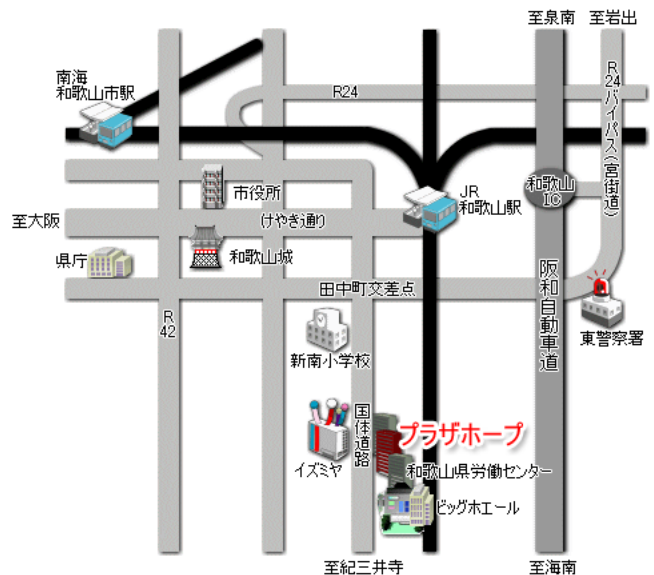 至泉南
至岩出
南海
和歌山市駅
R24
R24バイパス(宮街道)
市役所
JR
和歌山駅
和歌山
IC
至大阪
けやき通り
県庁
和歌山城
田中町交差点
阪和自動車道
R
42
東警察署
新南小学校
国体道路
プラザホープ
イズミヤ
和歌山県労働センター
ビッグホエール
至紀三井寺
至海南